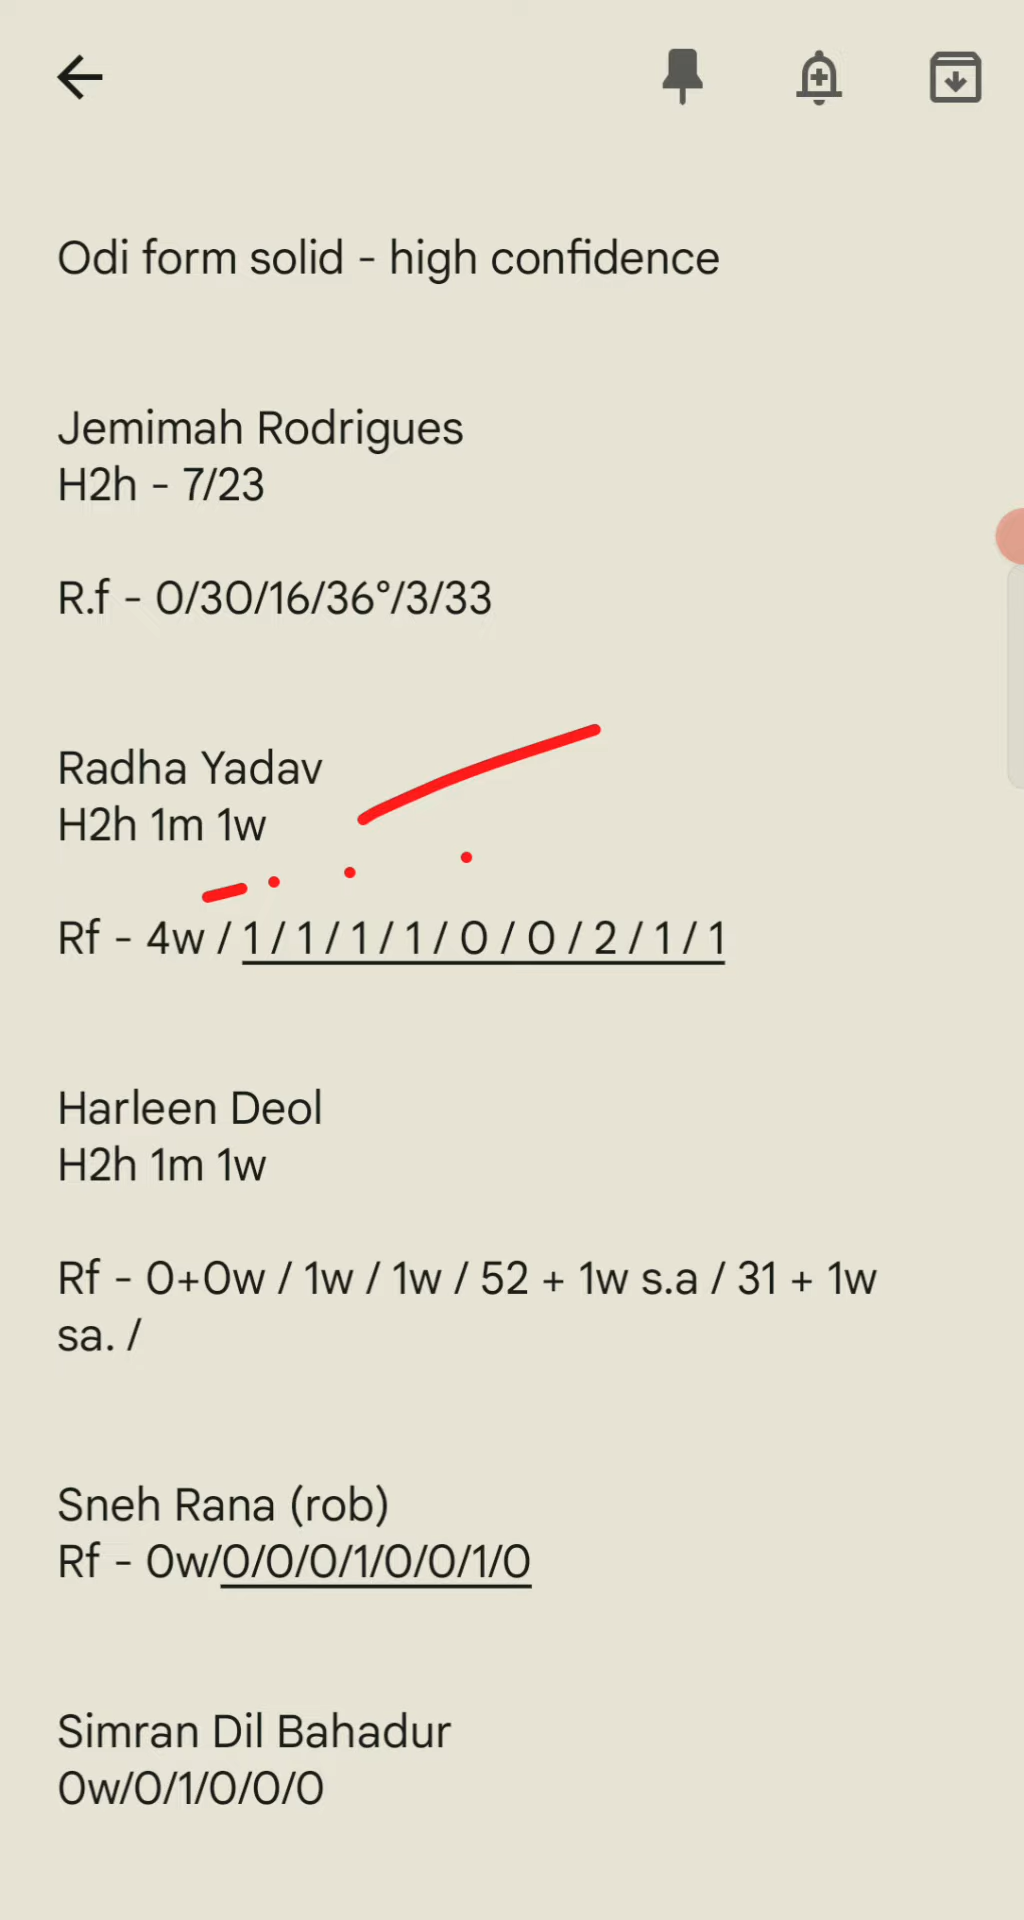 Odi form solid - high confidence
Jemimah Rodrigues
H2h - 7/23
R.f - 0/30/16/36°/3/33
Radha Yadav
H2h 1m 1w
Rf - 4w / 1 / 1 / 1 / 1 / 0 / 0 / 2 / 1 / 1
Harleen Deol
H2h 1m 1w
Rf - 0+0w / 1w / 1w / 52 + 1w s.a / 31 + 1w
sa. /
Sneh Rana (rob)
Rf - 0w/0/0/0/1/0/0/1/0
Simran Dil Bahadur
0w/0/1/0/0/0